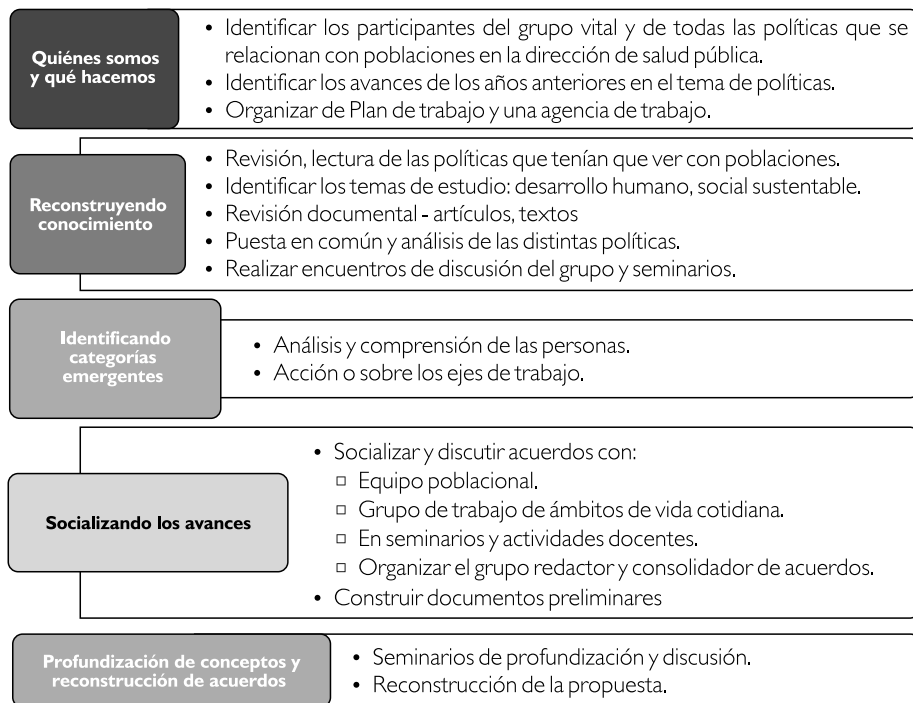 Quiénes somos
y qué hacemos
• Identificar los participantes del grupo vital y de todas las políticas que se
relacionan con poblaciones en la dirección de salud pública.
• Identificar los avances de los años anteriores en el tema de políticas.
• Organizar de Plan de trabajo y una agencia de trabajo.
Reconstruyendo
conocimiento
• Revisión, lectura de las políticas que tenían que ver con poblaciones.
• Identificar los temas de estudio: desarrollo humano, social sustentable.
• Revisión documental - artículos, textos
• Puesta en común y análisis de las distintas políticas.
• Realizar encuentros de discusión del grupo y seminarios.
Identificando
categorías
emergentes
• Análisis y comprensión de las personas.
• Acción o sobre los ejes de trabajo.
Socializando los avances
• Socializar y discutir acuerdos con:
▫ Equipo poblacional.
▫ Grupo de trabajo de ámbitos de vida cotidiana.
▫ En seminarios y actividades docentes.
▫ Organizar el grupo redactor y consolidador de acuerdos.
• Construir documentos preliminares
Profundización de conceptos y
reconstrucción de acuerdos
• Seminarios de profundización y discusión.
• Reconstrucción de la propuesta.